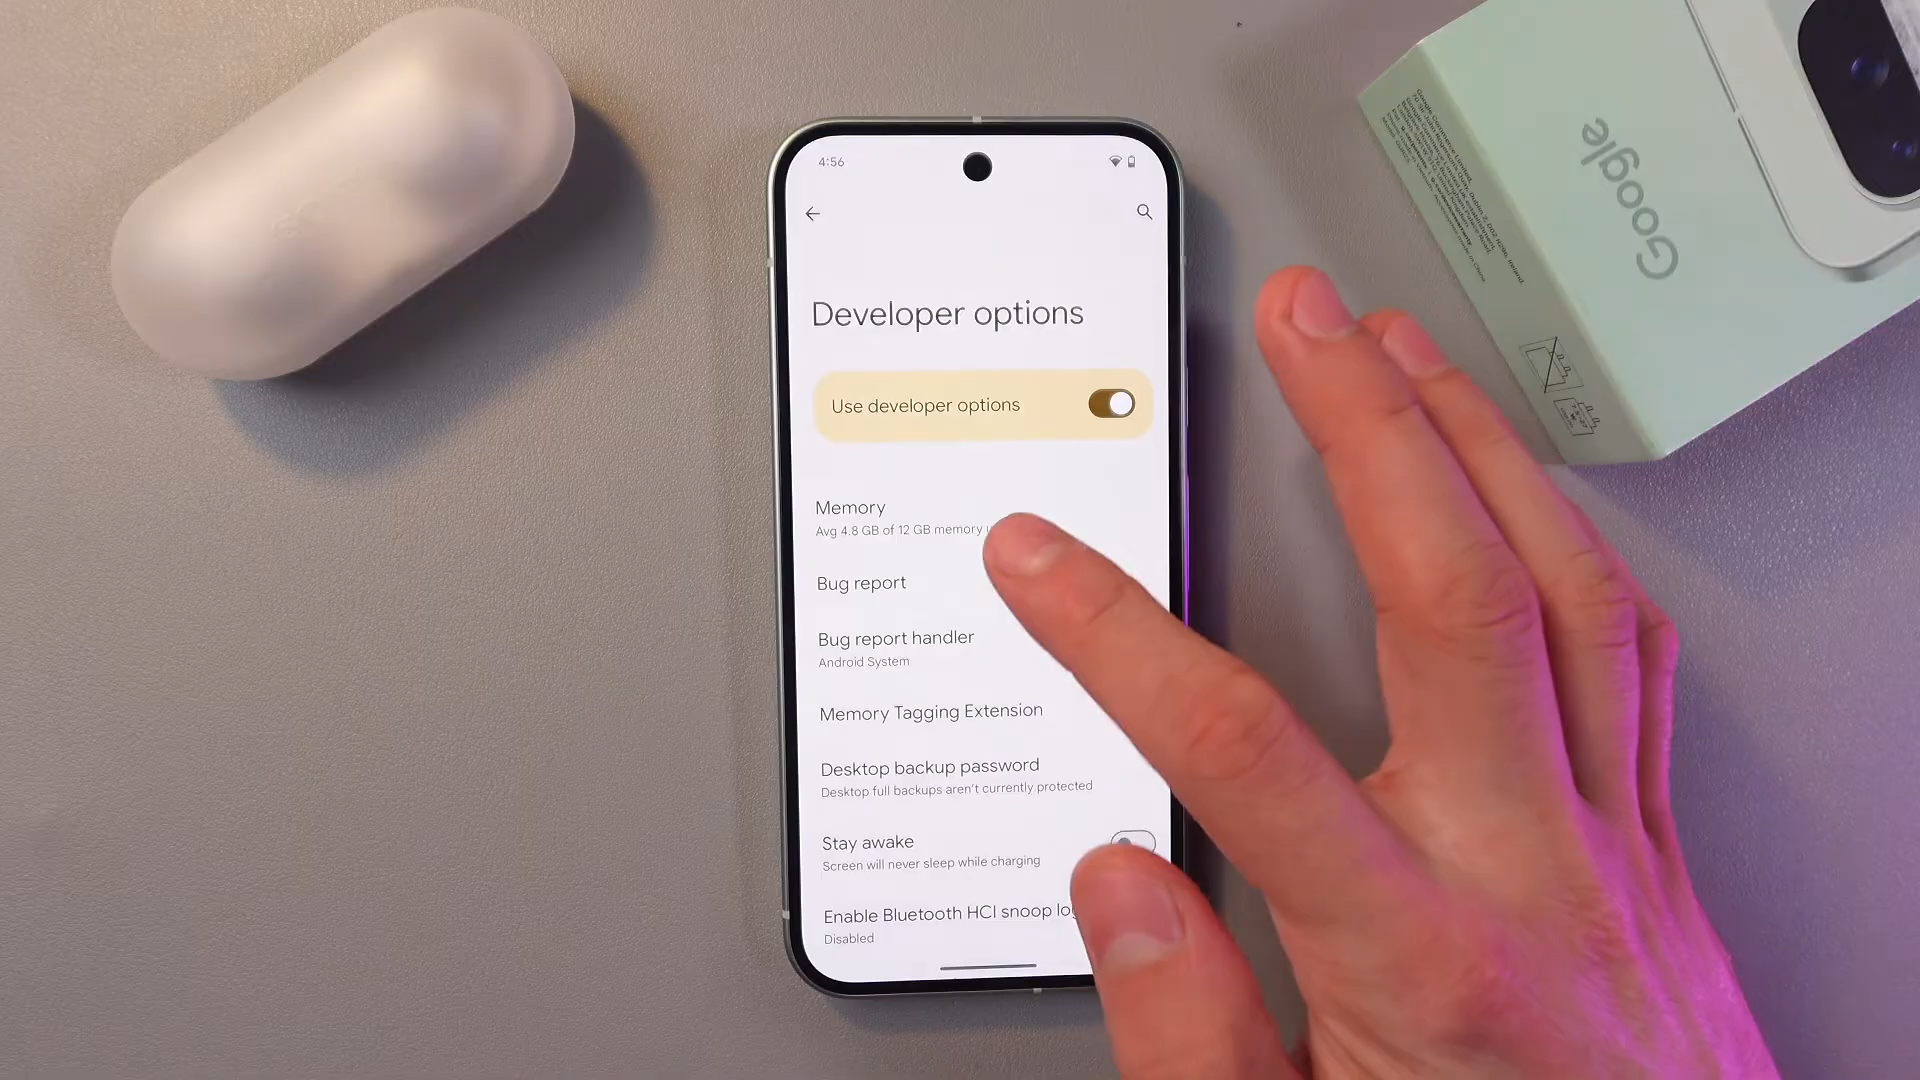 4:56
Developer options
Use developer options
Memory
Avg 4.8 GB of 12 GB memory
Bug report
Bug report handler
Android System
Memory Tagging Extension
Desktop backup password
Desktop full backups aren't currently protected
Stay awake
Screen will never sleep while charging
Enable Bluetooth HCI snoop log
Disabled
Google